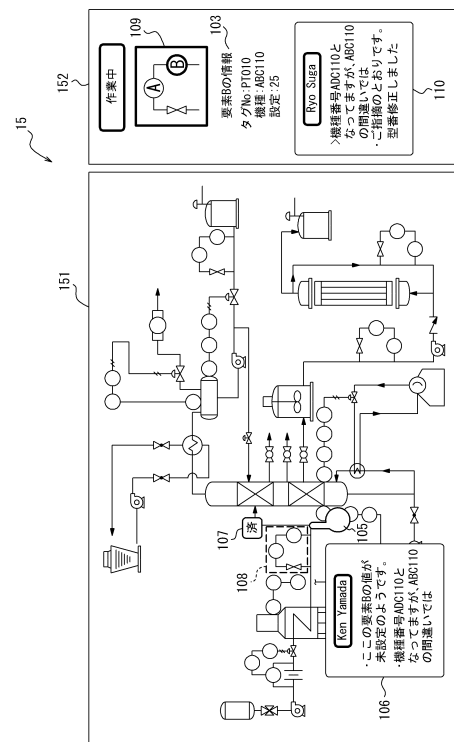 15
151
152
作業中
109
A
B
103
要素Bの情報
タグNo:PT010
機種:ABC110
設定:25
Ryo Suga
>機種番号ADC110と
なってますが、ABC110
の間違いでは
・ご指摘のとおりです。
型番修正しました
110
107
済
108
105
Ken Yamada
・ここの要素Bの値が
未設定のようです。
・機種番号ADC110と
なってますが、ABC110
の間違いでは
106